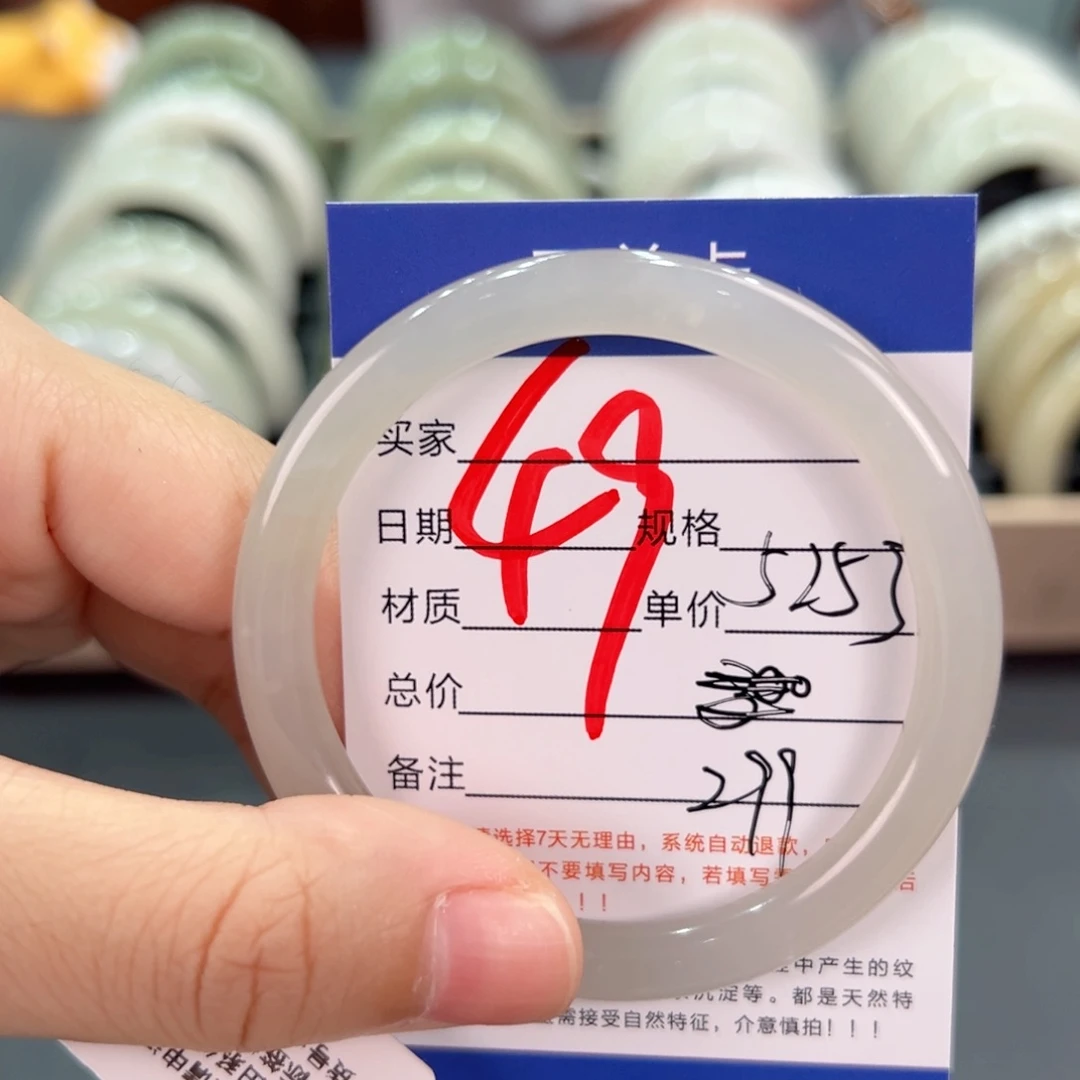 49
买家
日期 规格 5253
材质 单价
总价
备注 299
选择7天无理由，系统自动退款，
不要填写内容，若填写
！！
中产生的纹
沉淀等。都是天然特
需接受自然特征，介意慎拍！！！